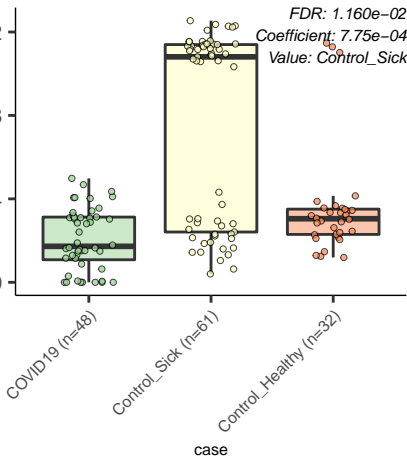 FDR: 1.160e−02
Coefficient: 7.75e−04
Value: Control_Sick
COVID19 (n=48)
Control_Sick (n=61)
Control_Healthy (n=32)
case